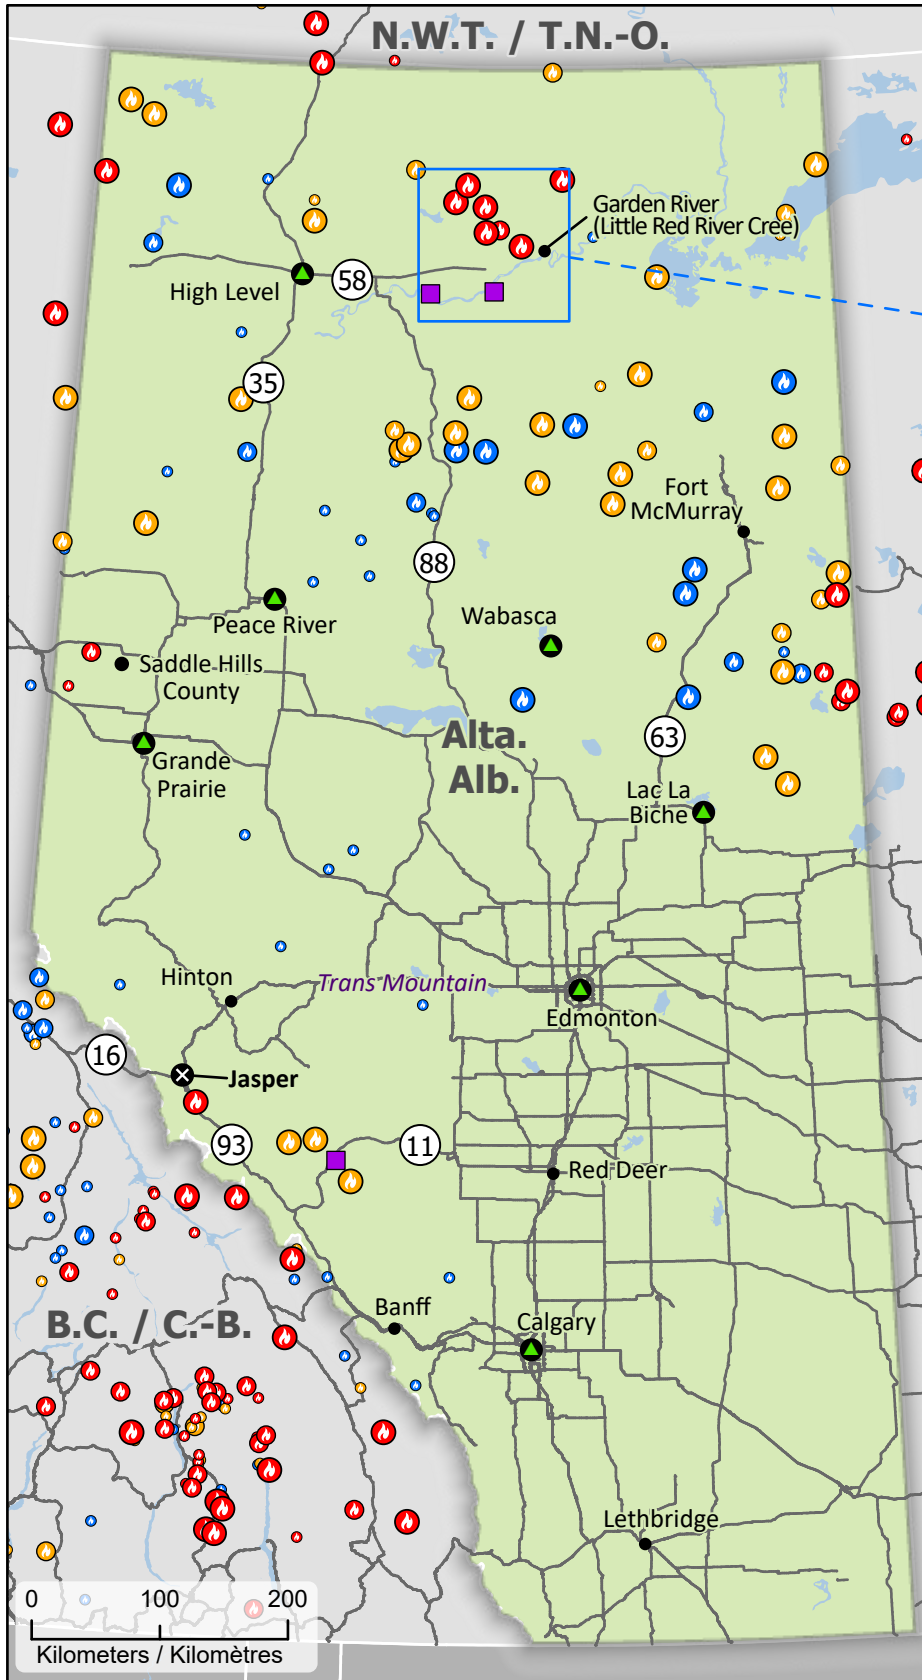 N.W.T. / T.N.-O.
Garden River
(Little Red River Cree)
High Level
58
35
Fort
McMurray
88
Peace River
Wabasca
Saddle Hills
County
Alta.
Alb.
63
Grande
Prairie
Lac La
Biche
Hinton
Trans Mountain
Edmonton
16
Jasper
93
11
Red Deer
Banff
Calgary
B.C. / C.-B.
Lethbridge
0 100 200
Kilometers / Kilomètres